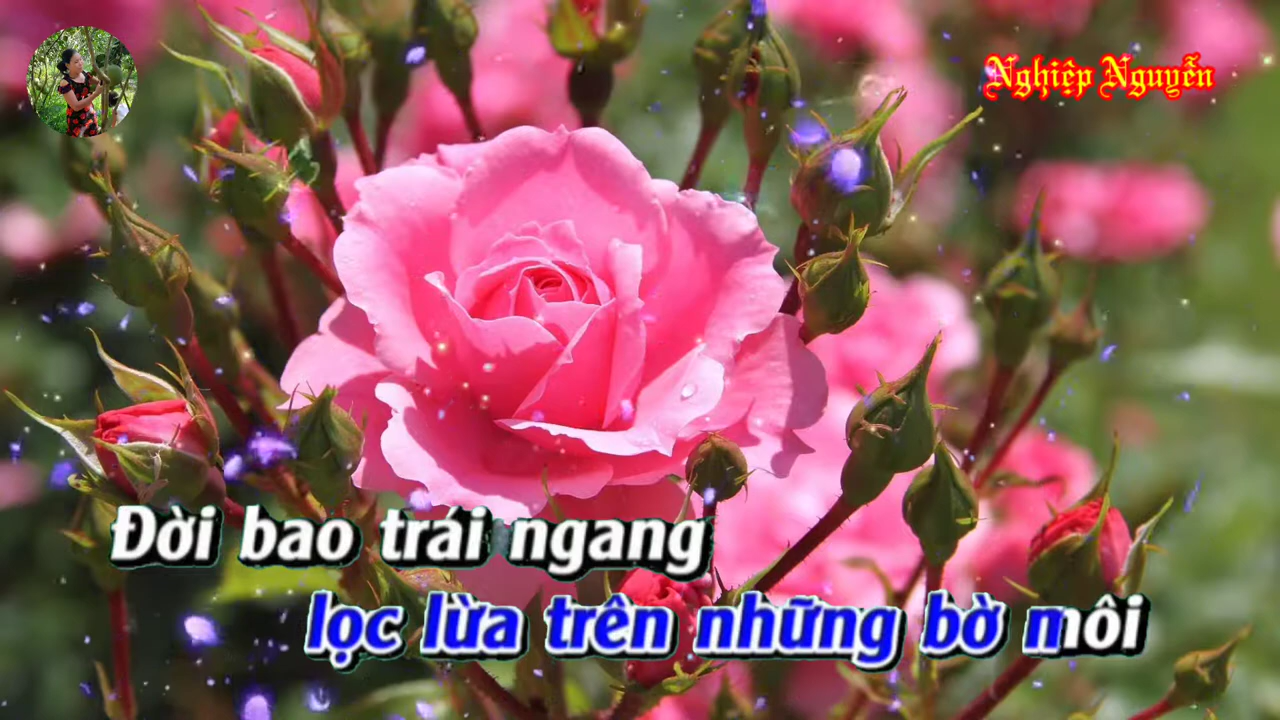 Nghiệp Nguyễn
Đời bao trái ngang
lọc lừa trên những bờ môi